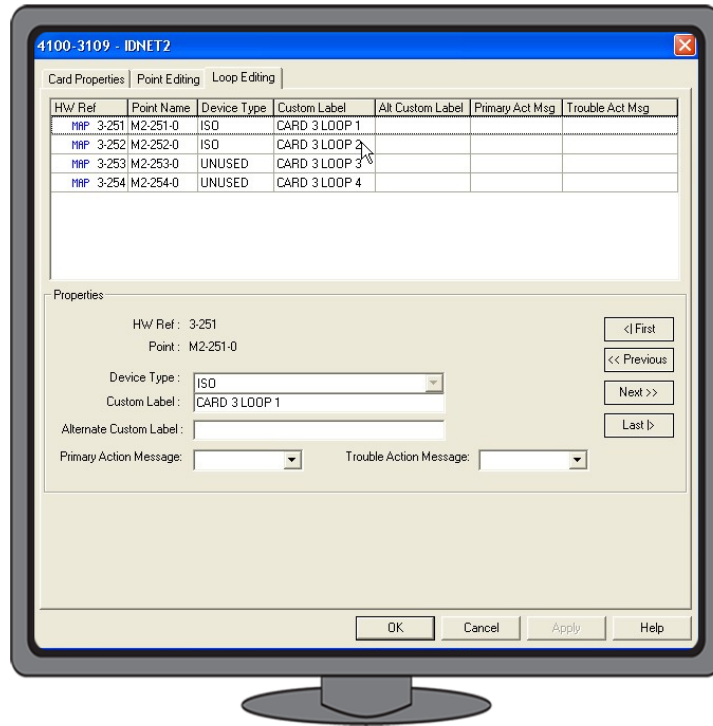 4100-3109 - IDNET2
Card Properties Point Editing Loop Editing
HW Ref Point Name Device Type Custom Label Alt Custom Label Primary Act Msg Trouble Act Msg
MAP 3-251 M2-251-0 ISO CARD 3 LOOP 1
MAP 3-252 M2-252-0 ISO CARD 3 LOOP 2
MAP 3-253 M2-253-0 UNUSED CARD 3 LOOP 3
MAP 3-254 M2-254-0 UNUSED CARD 3 LOOP 4
Properties
HW Ref : 3-251
<| First
Point : M2-251-0
<< Previous
Device Type : ISO
Next >>
Custom Label : CARD 3 LOOP 1
Alternate Custom Label :
Last |>
Primary Action Message: Trouble Action Message:
OK Cancel Apply Help